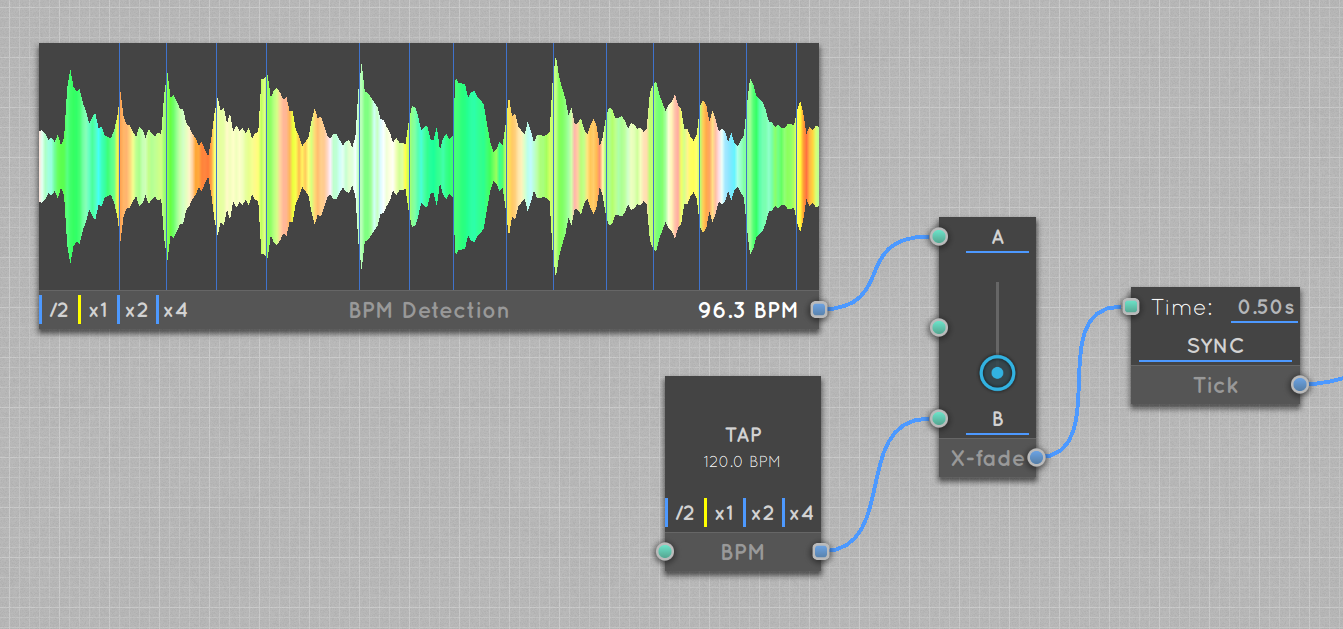 /2 x1 x2 x4 BPM Detection 96.3 BPM
A
B
X-fade
Time: 0.50s
SYNC
Tick
TAP
120.0 BPM
/2 x1 x2 x4
BPM